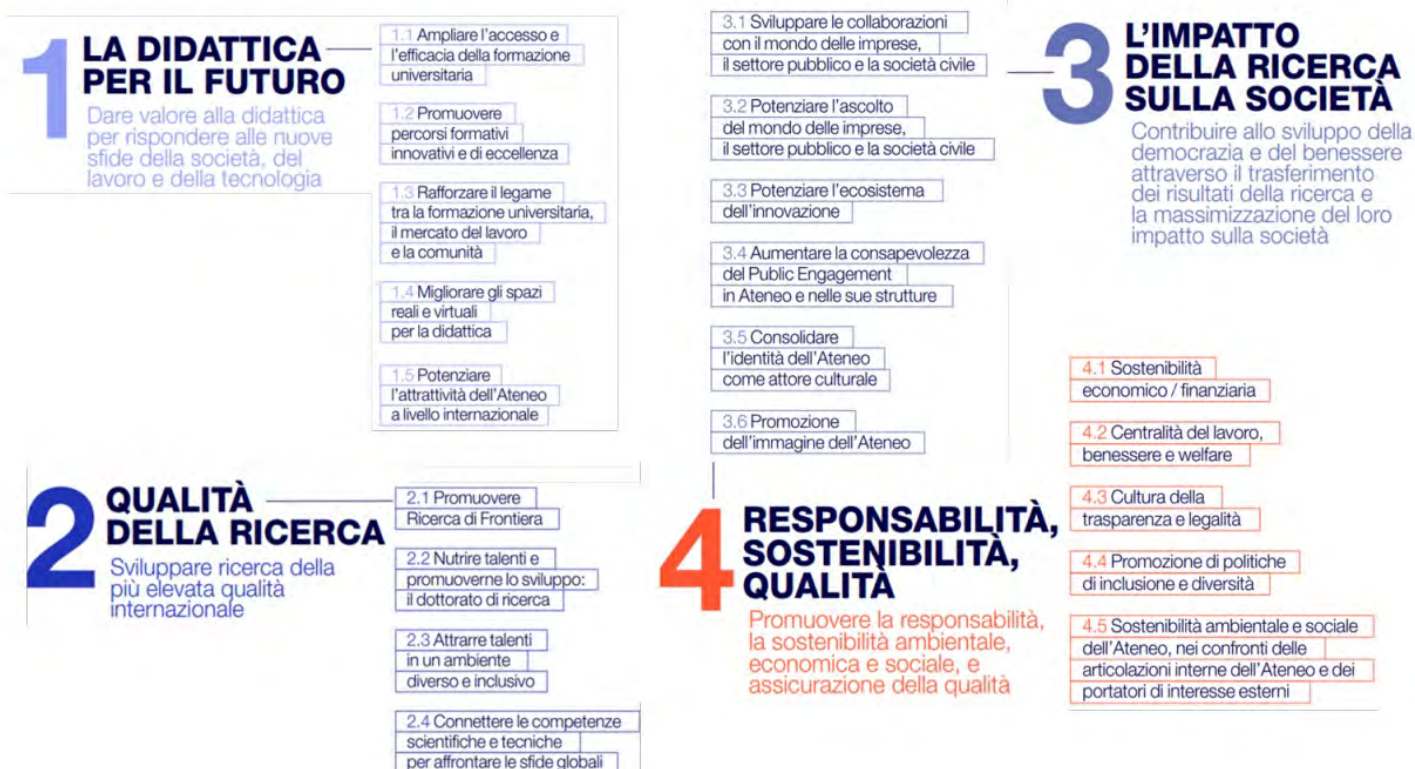 1
LA DIDATTICA
PER IL FUTURO
Dare valore alla didattica
per rispondere alle nuove
sfide della società, del
lavoro e della tecnologia
1.1 Ampliare l'accesso e
l'efficacia della formazione
universitaria
1.2 Promuovere
percorsi formativi
innovativi e di eccellenza
1.3 Rafforzare il legame
tra la formazione universitaria,
il mercato del lavoro
e la comunità
1.4 Migliorare gli spazi
reali e virtuali
per la didattica
1.5 Potenziare
l'attrattività dell'Ateneo
a livello internazionale
2
QUALITÀ
DELLA RICERCA
Sviluppare ricerca della
più elevata qualità
internazionale
2.1 Promuovere
Ricerca di Frontiera
2.2 Nutrire talenti e
promuoverne lo sviluppo:
il dottorato di ricerca
2.3 Attrarre talenti
in un ambiente
diverso e inclusivo
2.4 Connettere le competenze
scientifiche e tecniche
per affrontare le sfide globali
3
L'IMPATTO
DELLA RICERCA
SULLA SOCIETÀ
Contribuire allo sviluppo della
democrazia e del benessere
attraverso il trasferimento
dei risultati della ricerca e
la massimizzazione del loro
impatto sulla società
3.1 Sviluppare le collaborazioni
con il mondo delle imprese,
il settore pubblico e la società civile
3.2 Potenziare l'ascolto
del mondo delle imprese,
il settore pubblico e la società civile
3.3 Potenziare l'ecosistema
dell'innovazione
3.4 Aumentare la consapevolezza
del Public Engagement
in Ateneo e nelle sue strutture
3.5 Consolidare
l'identità dell'Ateneo
come attore culturale
3.6 Promozione
dell'immagine dell'Ateneo
4
RESPONSABILITÀ,
SOSTENIBILITÀ,
QUALITÀ
Promuovere la responsabilità,
la sostenibilità ambientale,
economica e sociale, e
assicurazione della qualità
4.1 Sostenibilità
economico / finanziaria
4.2 Centralità del lavoro,
benessere e welfare
4.3 Cultura della
trasparenza e legalità
4.4 Promozione di politiche
di inclusione e diversità
4.5 Sostenibilità ambientale e sociale
dell'Ateneo, nei confronti delle
articolazioni interne dell'Ateneo e dei
portatori di interesse esterni